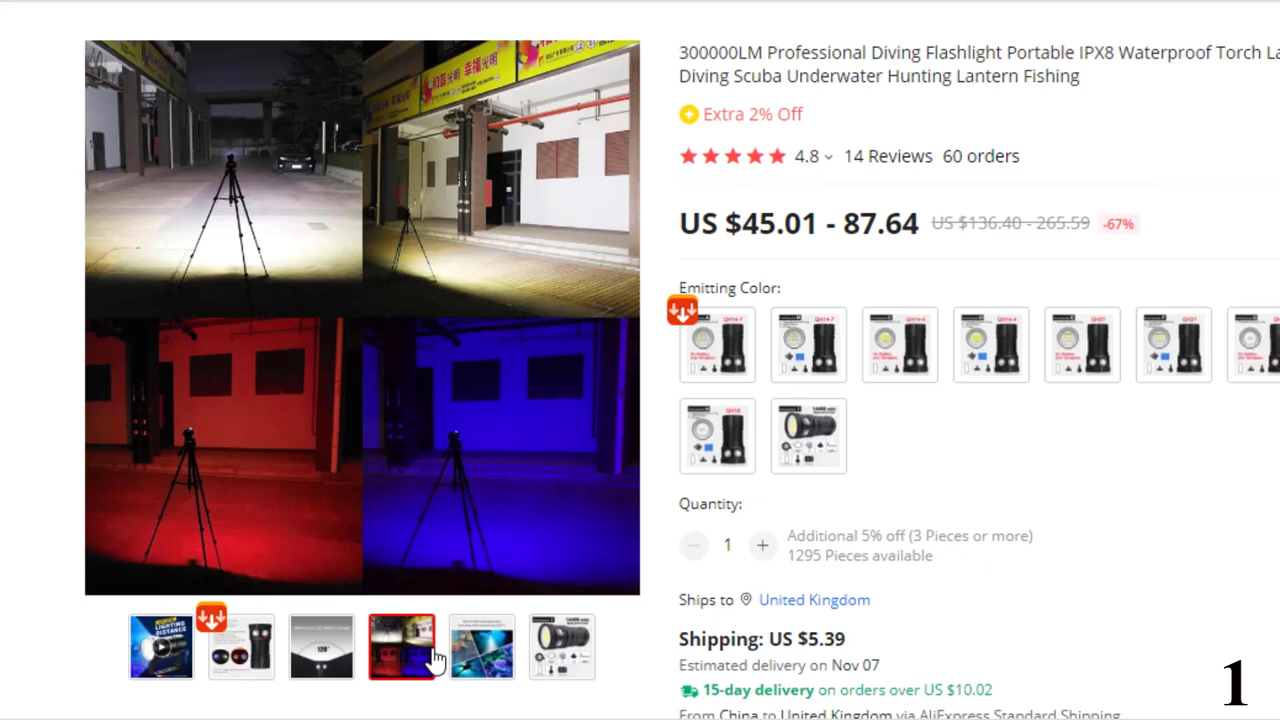 300000LM Professional Diving Flashlight Portable IPX8 Waterproof Torch La
Diving Scuba Underwater Hunting Lantern Fishing
Extra 2% Off
4.8 14 Reviews 60 orders
US $45.01 - 87.64 US $136.40 - 265.59 -67%
Emitting Color:
Quantity:
1
Additional 5% off (3 Pieces or more)
1295 Pieces available
Ships to United Kingdom
Shipping: US $5.39
Estimated delivery on Nov 07
15-day delivery on orders over US $10.02
From China to United Kingdom via AliExpress Standard Shipping
LIGHTING
DISTANCE
120°
1